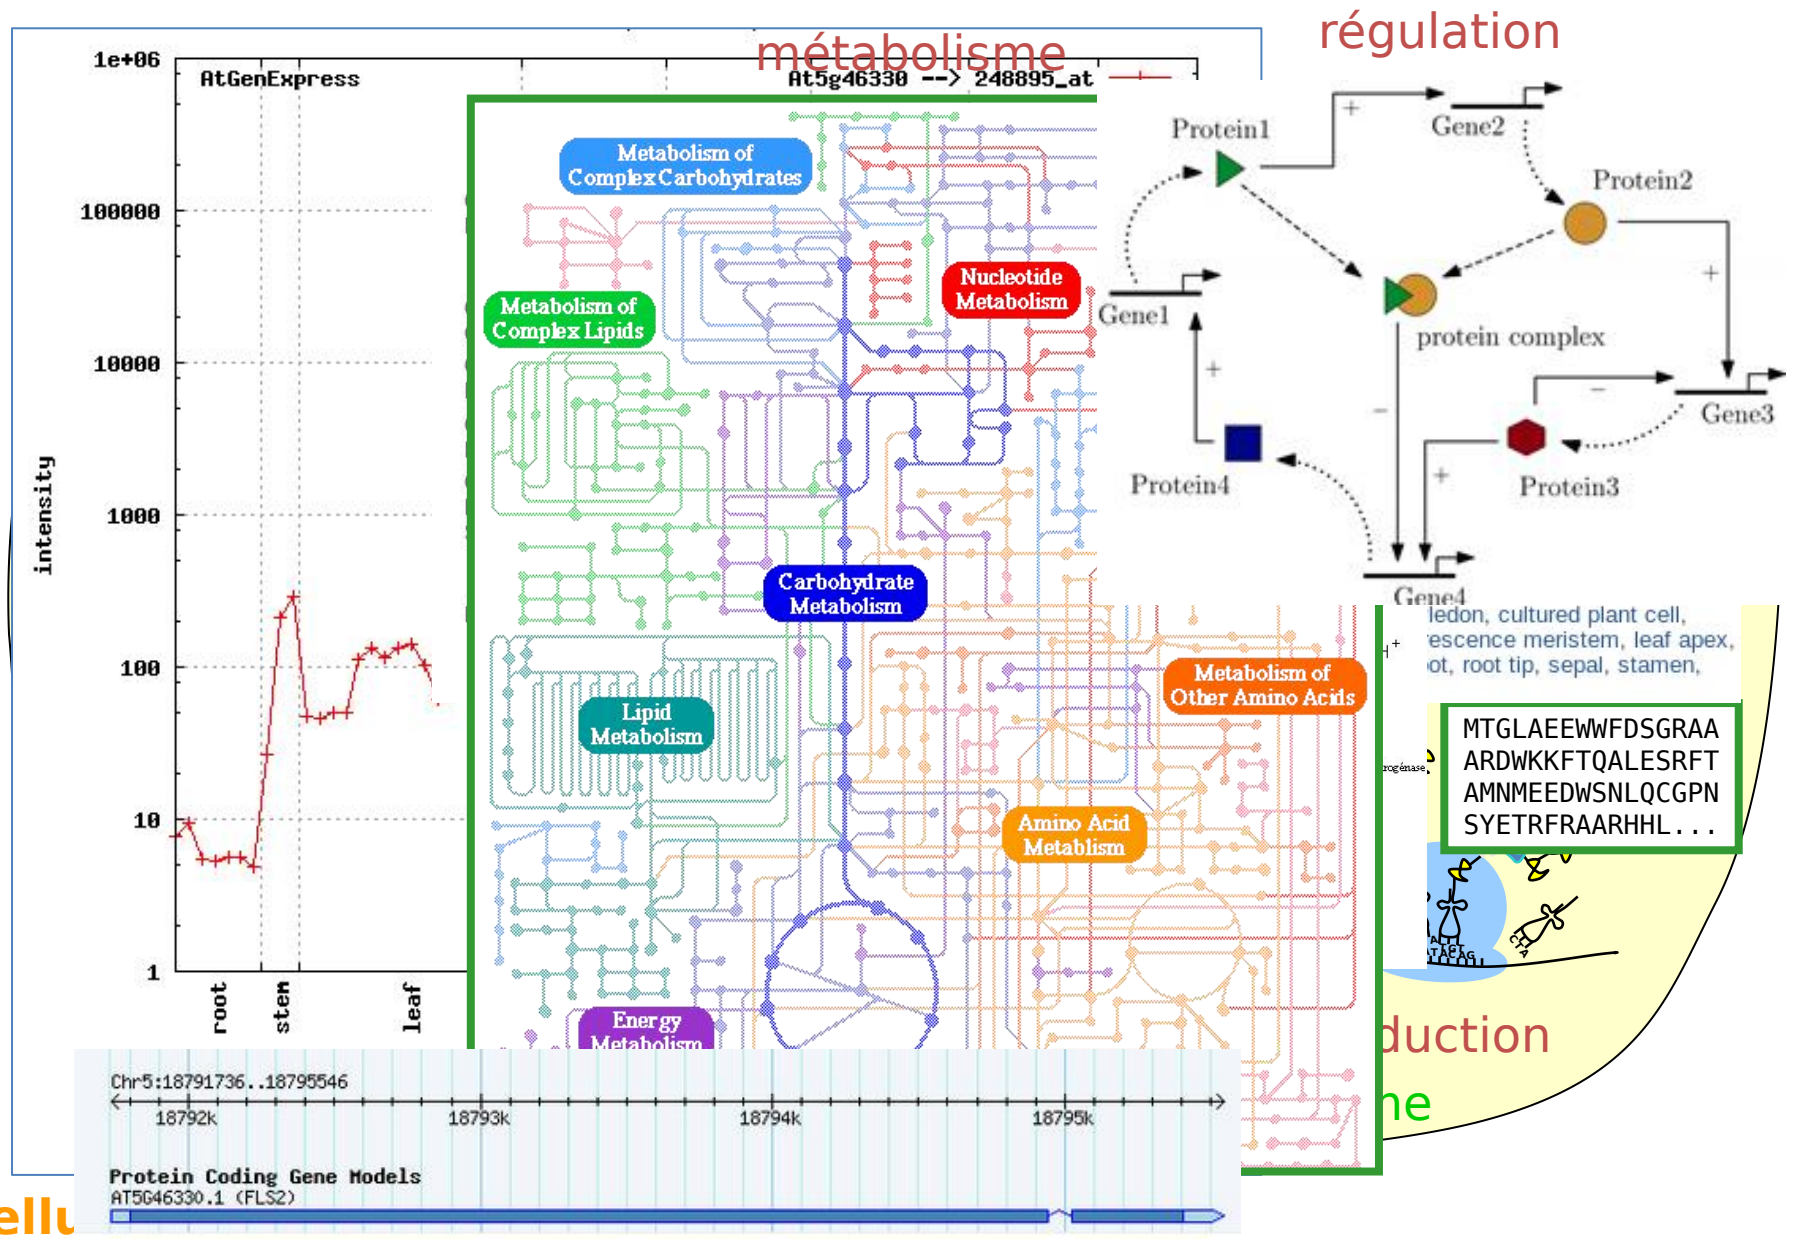 métabolisme
régulation
1e+06
AtGenExpress
At5g46330 --> 248895_at
100000
10000
1000
100
10
1
intensity
root
stem
leaf
Metabolism of
Complex Carbohydrates
Metabolism of
Complex Lipids
Nucleotide
Metabolism
Carbohydrate
Metabolism
Lipid
Metabolism
Metabolism of
Other Amino Acids
Amino Acid
Metablism
Energy
Metabolism
Protein1
+
Gene2
Protein2
Gene1
+
protein complex
+
−
Gene3
−
Protein4
+
Protein3
Gene4
ledon, cultured plant cell,
escence meristem, leaf apex,
ot, root tip, sepal, stamen,
+
MTGLAEEWWFDSGRAA
ARDWKKFTQALESRFT
AMNMEEDWSNLQCGPN
SYETRFRAARHHL...
rogénase
TGT
ATACAG
CTA
duction
ne
Chr5:18791736..18795546
18792k
18793k
18794k
18795k
Protein Coding Gene Models
AT5G46330.1 (FLS2)
ellu